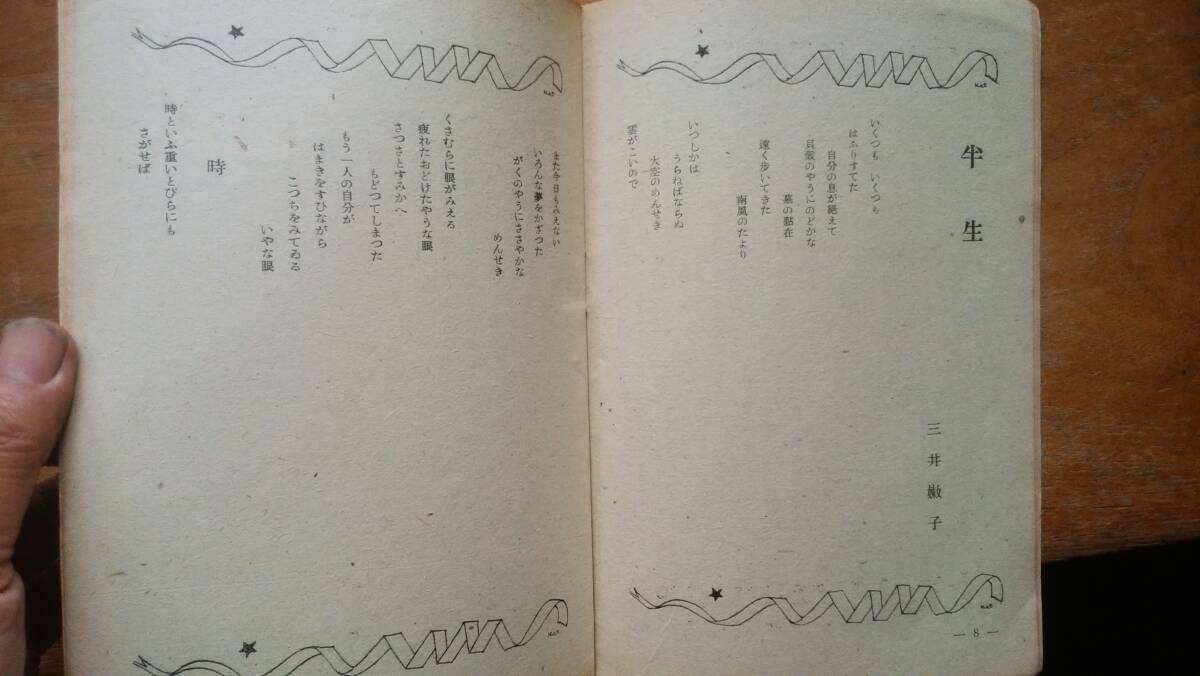 半生
三井嫩子
いくつも いくつも
はふりすてた
自分の息が絶えて
貝殻のやうにのどかな
墓の點在
遠く歩いてきた
南風のたより
いつしかは
うらねばならぬ
大空のめんせき
雲がこいので
— 8 —
また今日もみえない
いろんな夢をかざつた
がくのやうにささやかな
めんせき
くさむらに眼がみえる
疲れたおどけたやうな眼
さつさとすみかへ
もどつてしまつた
もう一人の自分が
はまきをすひながら
こつちをみてゐる
いやな眼
時
時といふ重いとびらにも
さがせば